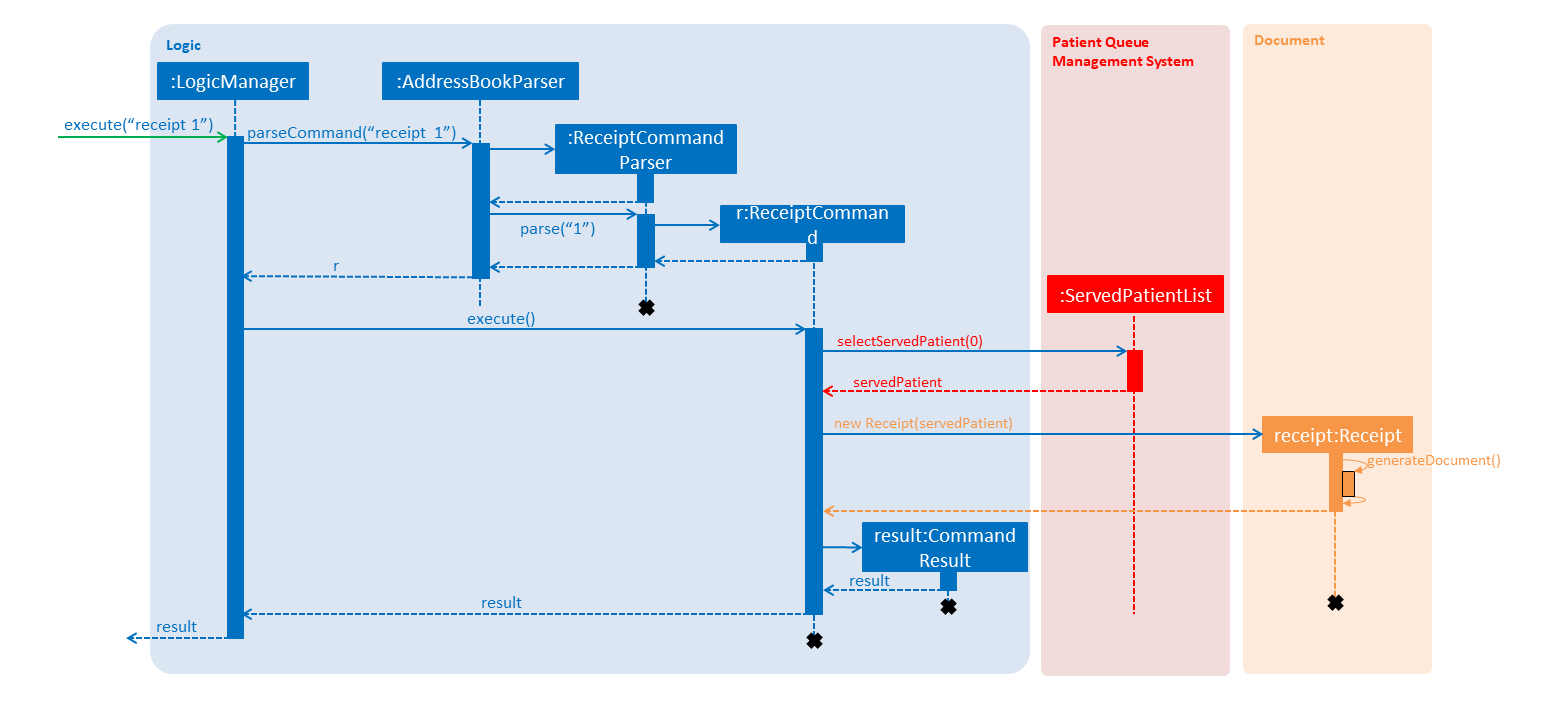 Logic
Patient Queue
Management System
Document
:LogicManager
:AddressBookParser
execute(“receipt 1”)
parseCommand(“receipt  1”)
:ReceiptCommand
Parser
r:ReceiptComman
d
parse(“1”)
r
:ServedPatientList
execute()
selectServedPatient(0)
servedPatient
new Receipt(servedPatient)
receipt:Receipt
generateDocument()
result:Command
Result
result
result
result